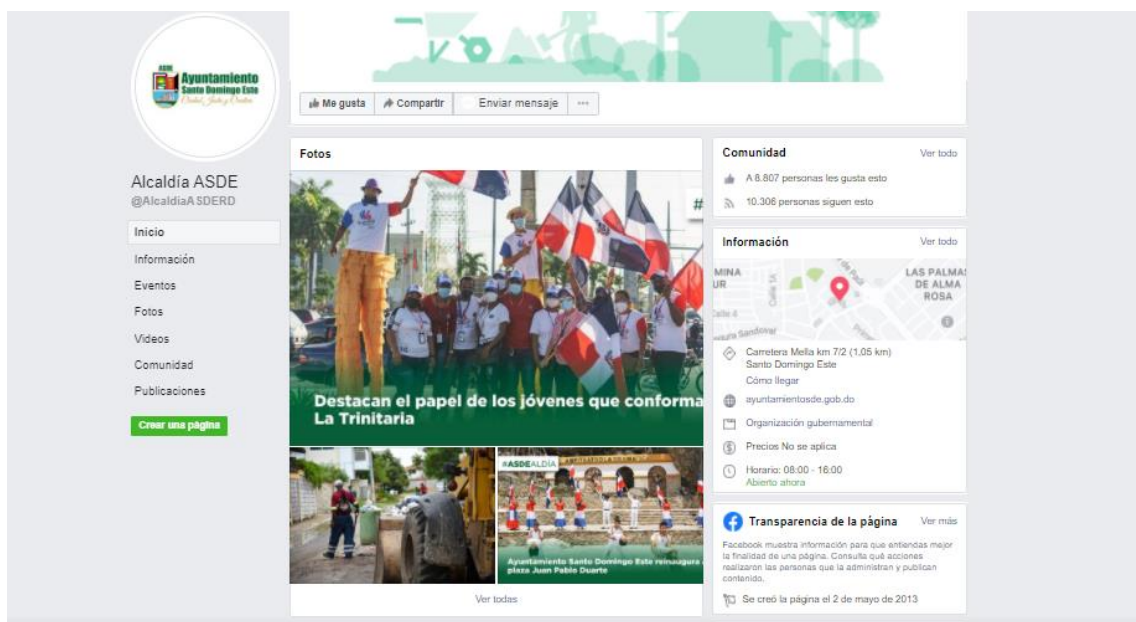 ASDE
Ayuntamiento
Santo Domingo Este
Me gusta
Compartir
Enviar mensaje
...
Alcaldía ASDE
@AlcaldiaASDERD
Inicio
Información
Eventos
Fotos
Videos
Comunidad
Publicaciones
Crear una página
Fotos
#
Destacan el papel de los jóvenes que conforma
La Trinitaria
#ASDEALDÍA
Ayuntamiento Santo Domingo Este reinaugura
plaza Juan Pablo Duarte
Ver todas
Comunidad
Ver todo
A 8.807 personas les gusta esto
10.306 personas siguen esto
Información
Ver todo
MINA
UR
LAS PALMAS
DE ALMA
ROSA
Calle 4
Sandoval
Carretera Mella km 7/2 (1,05 km)
Santo Domingo Este
Cómo llegar
ayuntamientosde.gob.do
Organización gubernamental
Precios No se aplica
Horario: 08:00 - 16:00
Abierto ahora
Transparencia de la página
Ver más
Facebook muestra información para que entiendas mejor
la finalidad de una página. Consulta qué acciones
realizaron las personas que la administran y publican
contenido.
Se creó la página el 2 de mayo de 2013